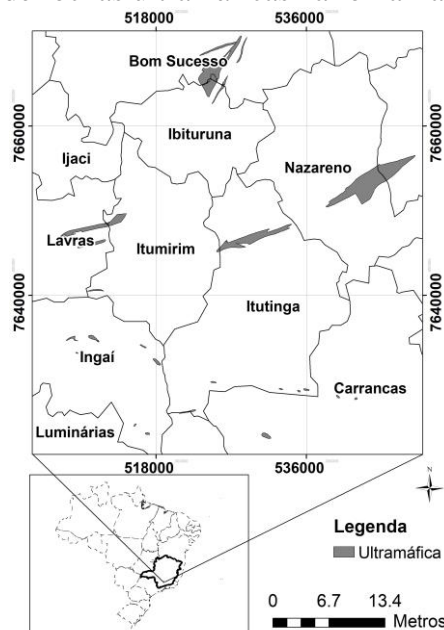 518000 536000
Bom Sucesso
7660000 7660000
Ibituruna
Ijaci
Nazareno
Lavras
Itumirim
7640000 7640000
Itutinga
Ingaí
Carrancas
Luminárias
518000 536000
N
Legenda
Ultramáfica
0 6.7 13.4
Metros